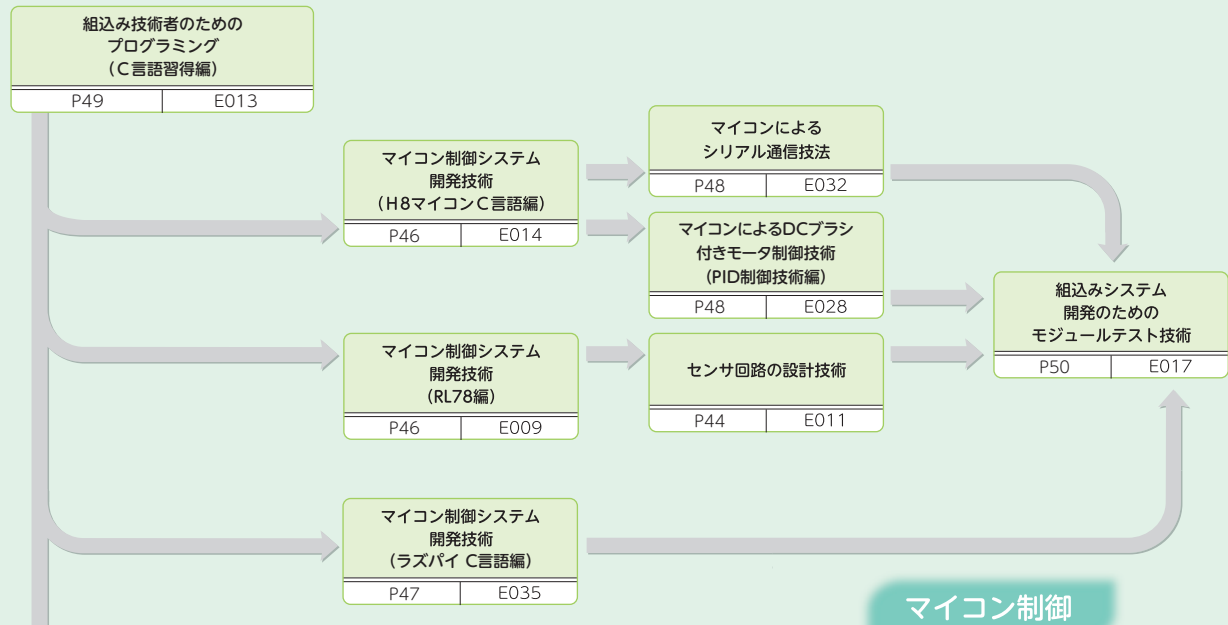 組込み技術者のための
プログラミング
（C言語習得編）
P49 E013
マイコン制御システム
開発技術
（H8マイコンC言語編）
P46 E014
マイコンによる
シリアル通信技法
P48 E032
マイコンによるDCブラシ
付きモータ制御技術
(PID制御技術編）
P48 E028
組込みシステム
開発のための
モジュールテスト技術
P50 E017
マイコン制御システム
開発技術
（RL78編）
P46 E009
センサ回路の設計技術
P44 E011
マイコン制御システム
開発技術
（ラズパイ C言語編）
P47 E035
マイコン制御